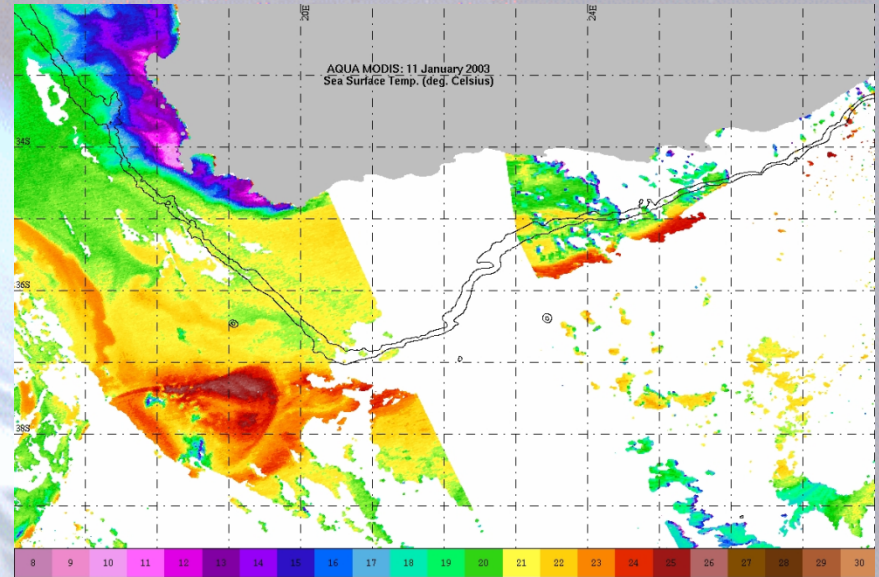 20E
24E
AQUA MODIS: 11 January 2003
Sea Surface Temp. (deg. Celsius)
34S
36S
38S
8 9 10 11 12 13 14 15 16 17 18 19 20 21 22 23 24 25 26 27 28 29 30